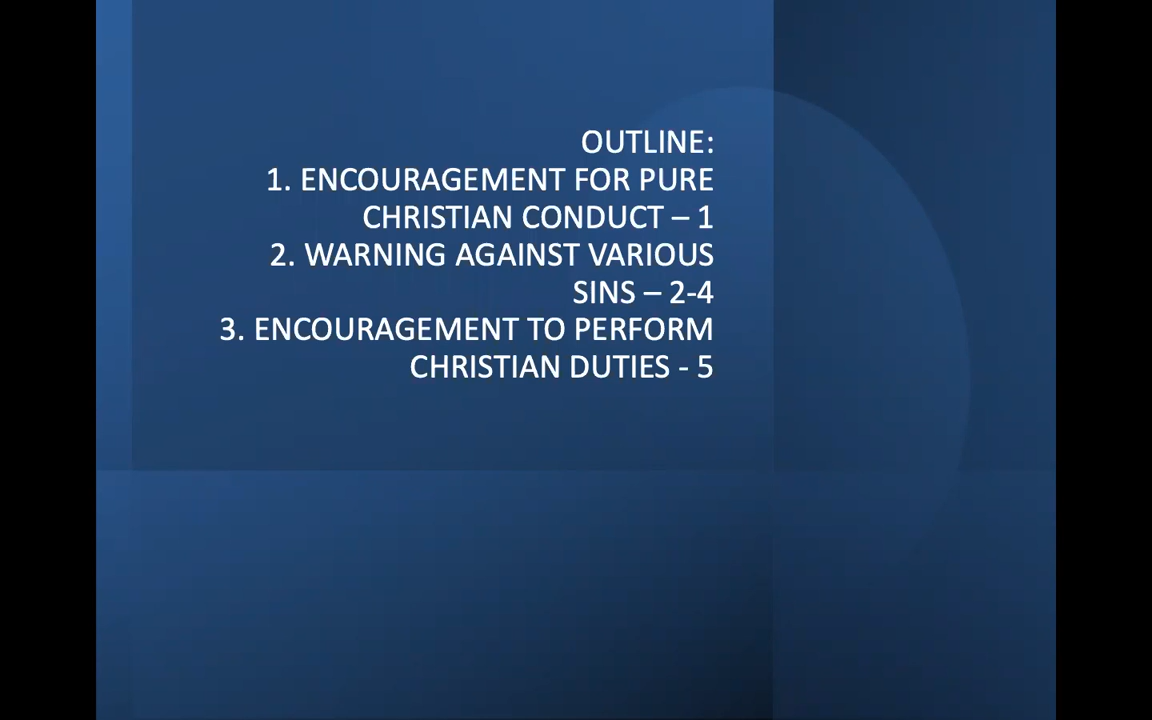 OUTLINE:
1. ENCOURAGEMENT FOR PURE
CHRISTIAN CONDUCT – 1
2. WARNING AGAINST VARIOUS
SINS – 2-4
3. ENCOURAGEMENT TO PERFORM
CHRISTIAN DUTIES - 5